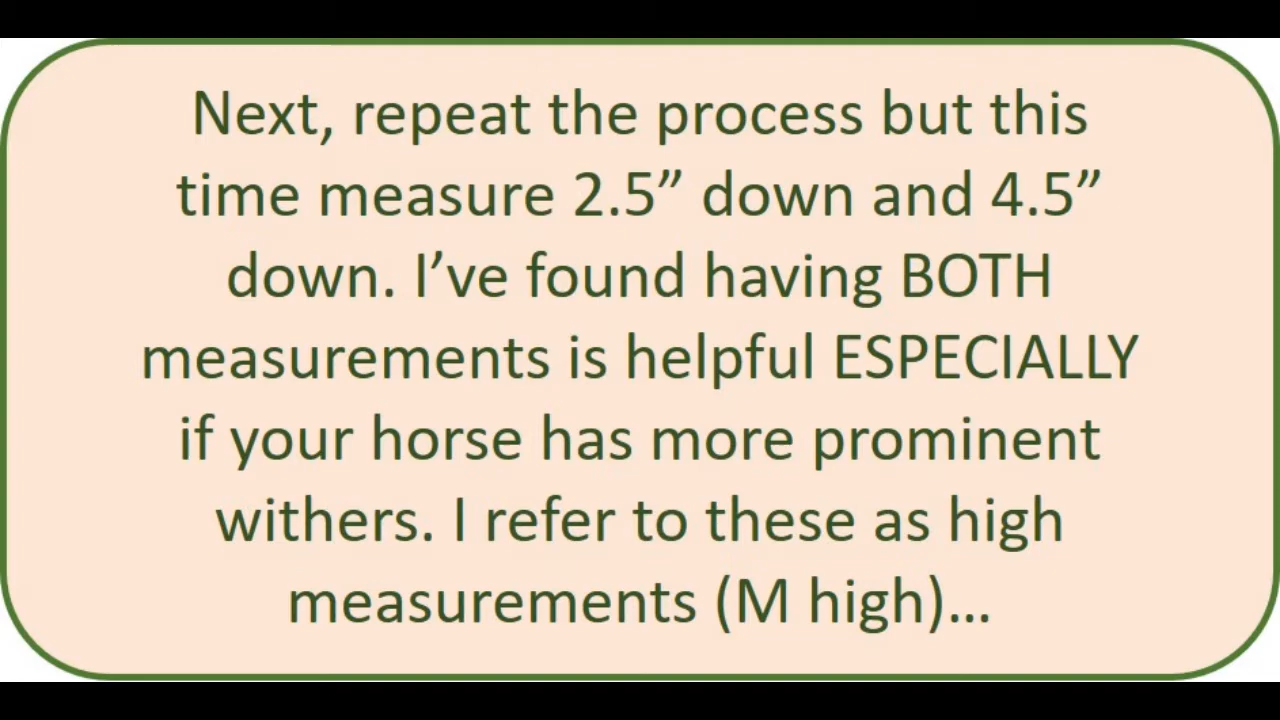 Next, repeat the process but this
time measure 2.5” down and 4.5”
down. I’ve found having BOTH
measurements is helpful ESPECIALLY
if your horse has more prominent
withers. I refer to these as high
measurements (M high)…